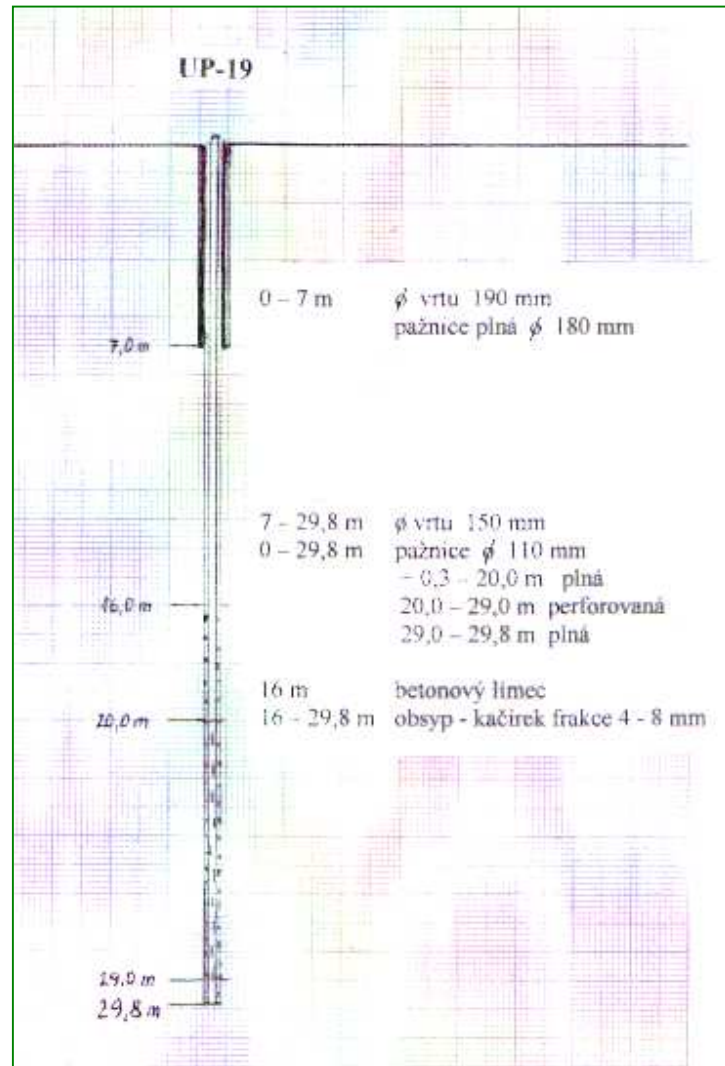 UP-19
0 – 7 m ϕ vrtu 190 mm
pažnice plná ϕ 180 mm
7,0 m
7 – 29,8 m ϕ vrtu 150 mm
0 – 29,8 m pažnice ϕ 110 mm
– 0,3 – 20,0 m plná
16,0 m
20,0 – 29,0 m perforovaná
29,0 – 29,8 m plná
16 m betonový límec
20,0 m
16 – 29,8 m obsyp - kačírek frakce 4 - 8 mm
29,0 m
29,8 m